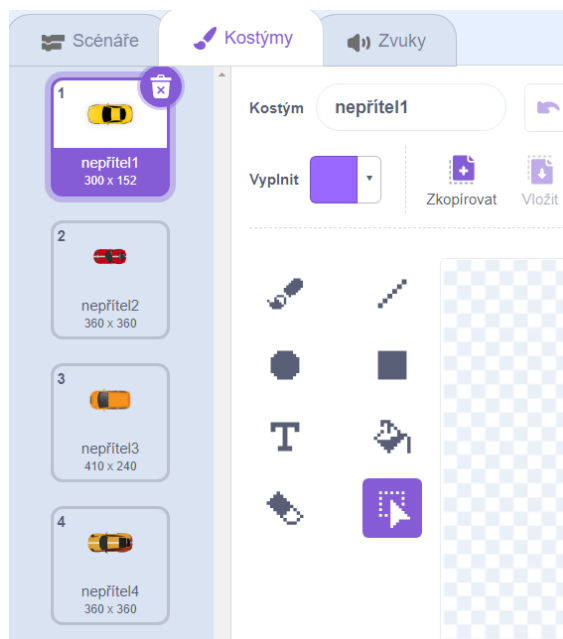 Scénáře Kostýmy Zvuky
1
nepřítel1
300 x 152
2
nepřítel2
360 x 360
3
nepřítel3
410 x 240
4
nepřítel4
360 x 360
Kostým nepřítel1
Vyplnit Zkopírovat Vložit
T